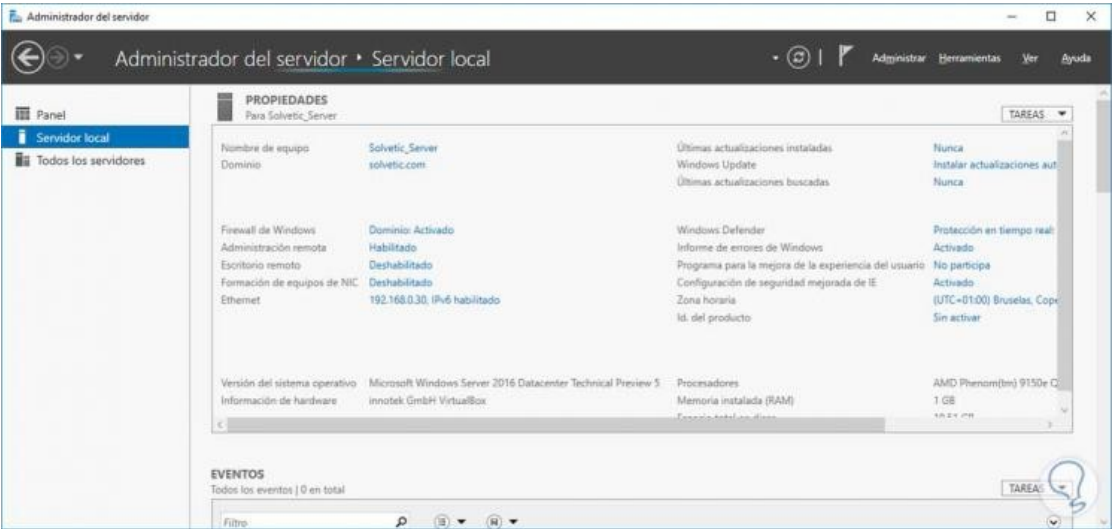 Administrador del servidor
Administrador del servidor • Servidor local
Administrar Herramientas Ver Ayuda
Panel
Servidor local
Todos los servidores
PROPIEDADES
Para Solvetic_Server
TAREAS
Nombre de equipo Solvetic_Server Últimas actualizaciones instaladas Nunca
Dominio solvetic.com Windows Update Instalar actualizaciones aut
Últimas actualizaciones buscadas Nunca
Firewall de Windows Dominio: Activado Windows Defender Protección en tiempo real:
Administración remota Habilitado Informe de errores de Windows Activado
Escritorio remoto Deshabilitado Programa para la mejora de la experiencia del usuario No participa
Formación de equipos de NIC Deshabilitado Configuración de seguridad mejorada de IE Activado
Ethernet 192.168.0.30, IPv6 habilitado Zona horaria (UTC+01:00) Bruselas, Cope
Id. del producto Sin activar
Versión del sistema operativo Microsoft Windows Server 2016 Datacenter Technical Preview 5 Procesadores AMD Phenom(tm) 9150e Q
Información de hardware innotek GmbH VirtualBox Memoria instalada (RAM) 1 GB
EVENTOS
Todos los eventos | 0 en total
TAREAS
Filtro